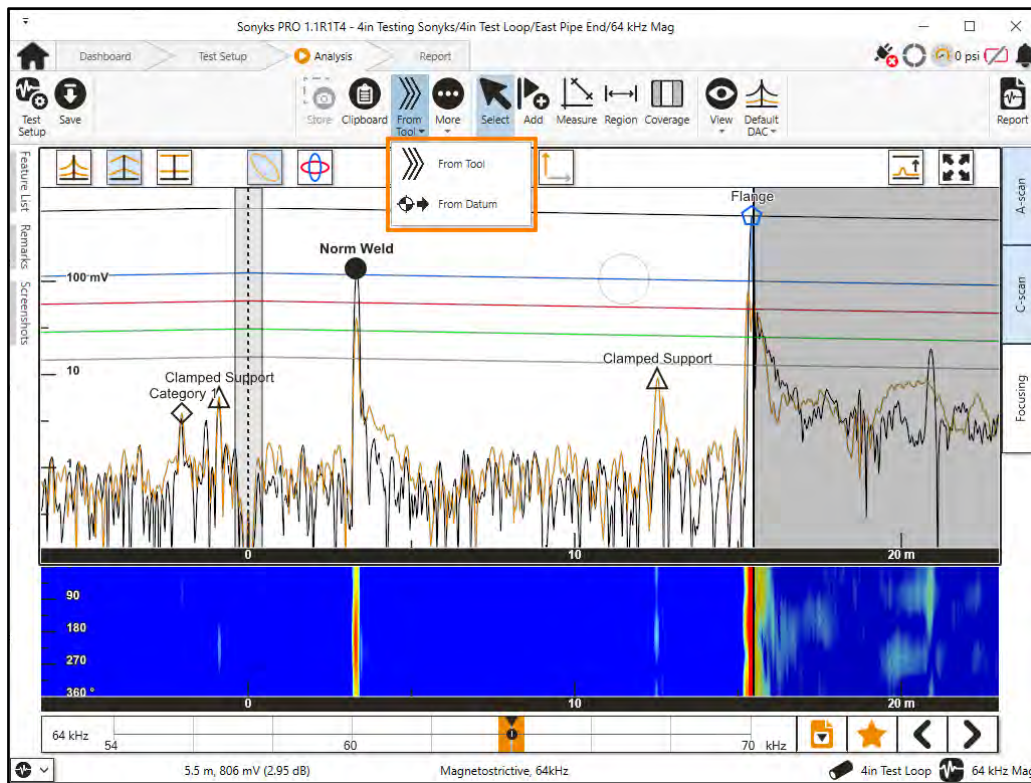 Sonyks PRO 1.1R1T4 - 4in Testing Sonyks/4in Test Loop/East Pipe End/64 kHz Mag
Dashboard
Test Setup
Analysis
Report
0 psi
Test
Setup
Save
Store
Clipboard
From
Tool
More
Select
Add
Measure
Region
Coverage
View
Default
DAC
Report
From Tool
From Datum
Feature List
Remarks
Screenshots
A-scan
C-scan
Focusing
Flange
Norm Weld
100 mV
Clamped Support
10
Clamped Support
Category 1
1
0
10
20 m
90
180
270
360 °
0
10
20 m
64 kHz
54
60
70
kHz
5.5 m, 806 mV (2.95 dB)
Magnetostrictive, 64kHz
4in Test Loop
64 kHz Mag